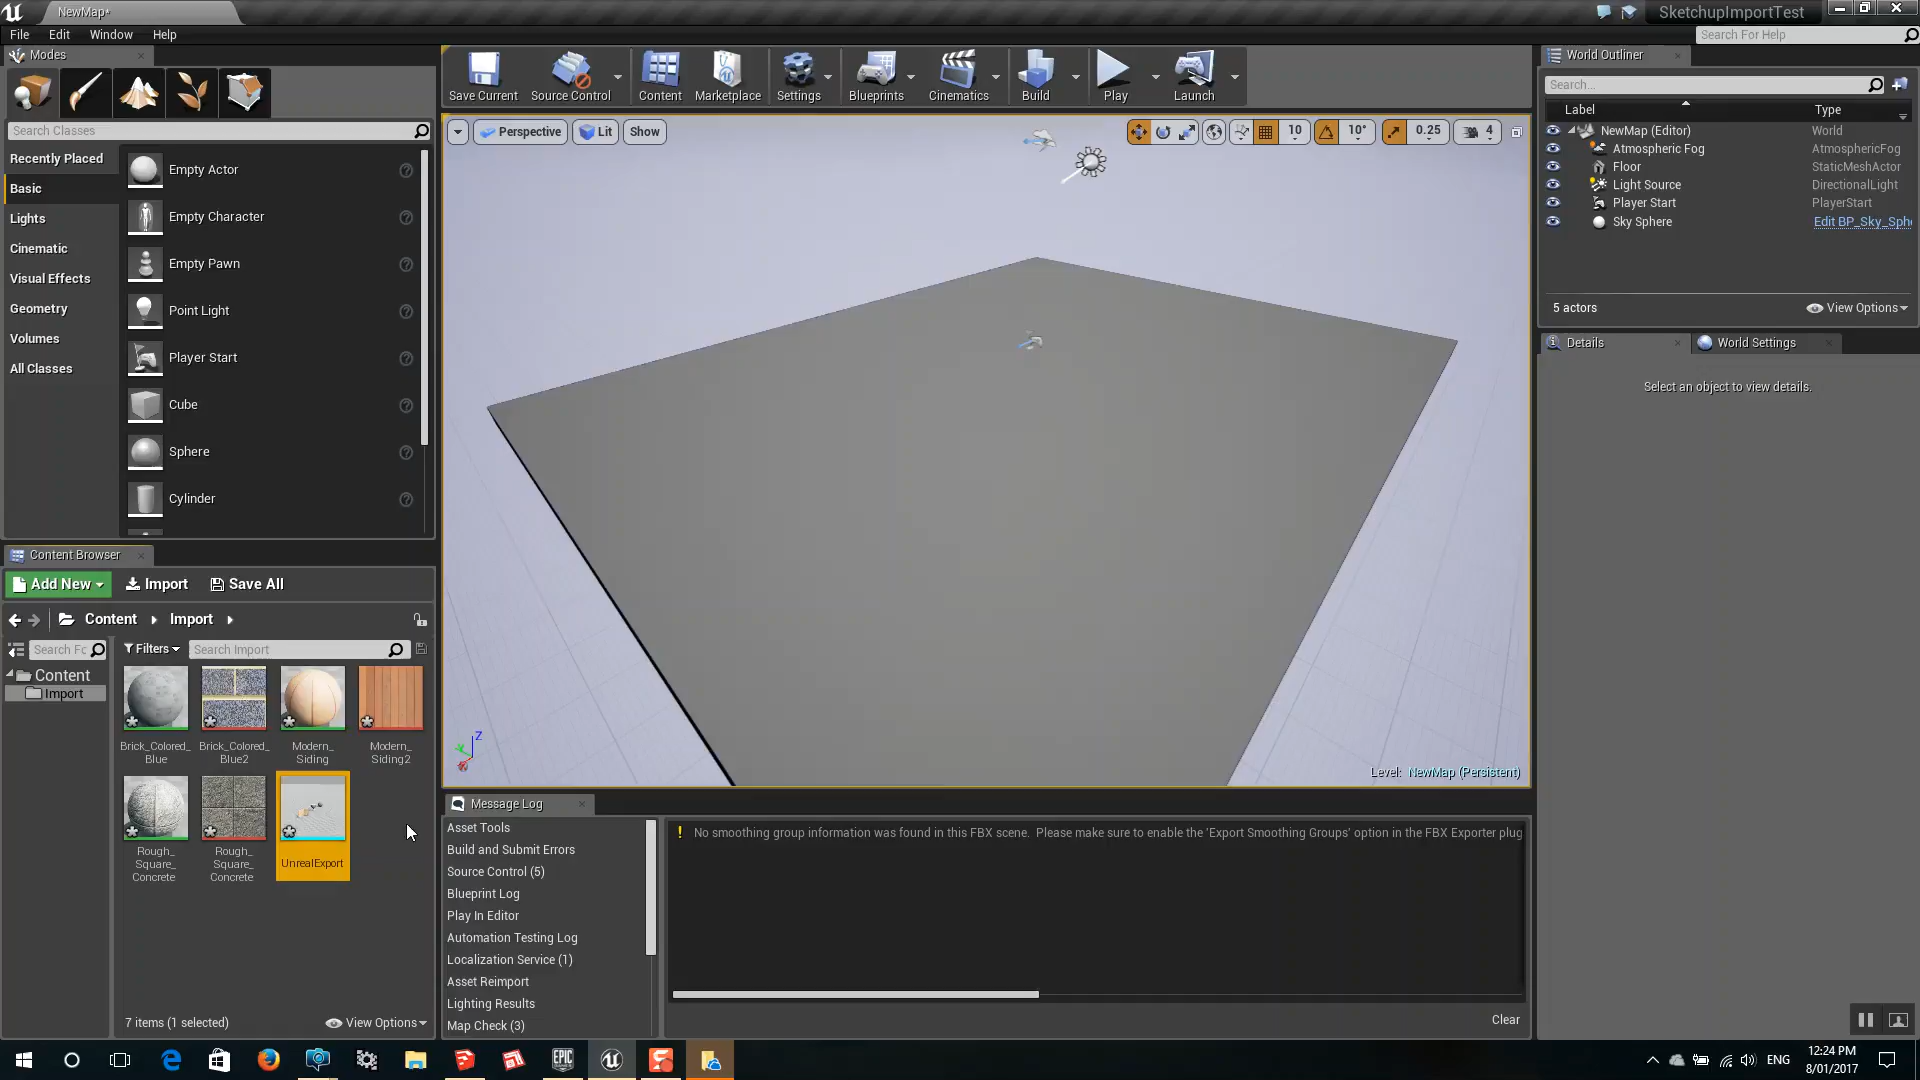 NewMap*
SketchupImportTest
File Edit Window Help
Search For Help
Modes
Search Classes
Recently Placed
Basic
Lights
Cinematic
Visual Effects
Geometry
Volumes
All Classes
Empty Actor
Empty Character
Empty Pawn
Point Light
Player Start
Cube
Sphere
Cylinder
Save Current
Source Control
Content
Marketplace
Settings
Blueprints
Cinematics
Build
Play
Launch
Perspective
Lit
Show
10
10°
0.25
4
Z
Level: NewMap (Persistent)
World Outliner
Search...
Label Type
NewMap (Editor) World
Atmospheric Fog AtmosphericFog
Floor StaticMeshActor
Light Source DirectionalLight
Player Start PlayerStart
Sky Sphere Edit BP_Sky_Sph
5 actors
View Options
Details
World Settings
Select an object to view details.
Content Browser
Add New
Import
Save All
Content
Import
Search Fo
Filters
Search Import
Content
Import
Brick_Colored_
Blue
Brick_Colored_
Blue2
Modern_
Siding
Modern_
Siding2
Rough_
Square_
Concrete
Rough_
Square_
Concrete
UnrealExport
7 items (1 selected)
View Options
Message Log
Asset Tools
Build and Submit Errors
Source Control (5)
Blueprint Log
Play In Editor
Automation Testing Log
Localization Service (1)
Asset Reimport
Lighting Results
Map Check (3)
No smoothing group information was found in this FBX scene. Please make sure to enable the 'Export Smoothing Groups' option in the FBX Exporter plug
Clear
EPIC
ENG
12:24 PM
8/01/2017